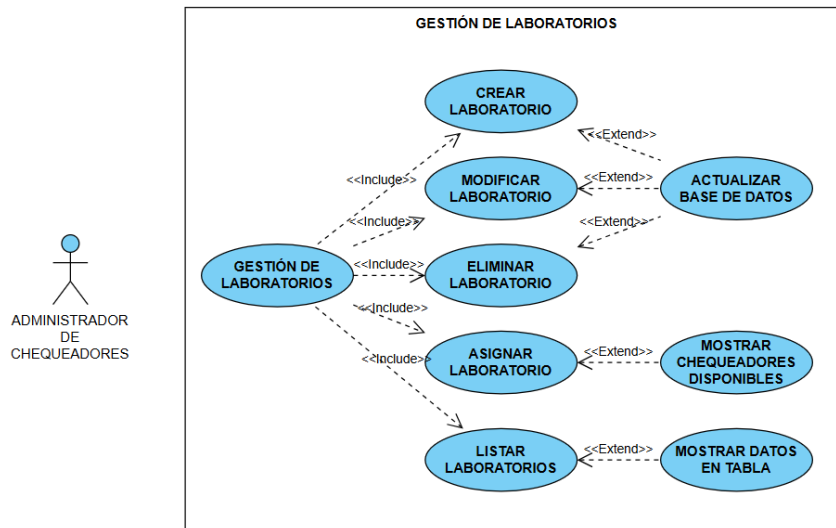 GESTIÓN DE LABORATORIOS
CREAR
LABORATORIO
<<Extend>>
<<Include>>
MODIFICAR
LABORATORIO
<<Extend>>
ACTUALIZAR
BASE DE DATOS
<<Include>>
<<Extend>>
GESTIÓN DE
LABORATORIOS
<<Include>>
ELIMINAR
LABORATORIO
ADMINISTRADOR
DE
CHEQUEADORES
<<Include>>
ASIGNAR
LABORATORIO
<<Extend>>
MOSTRAR
CHEQUEADORES
DISPONIBLES
<<Include>>
LISTAR
LABORATORIOS
<<Extend>>
MOSTRAR DATOS
EN TABLA